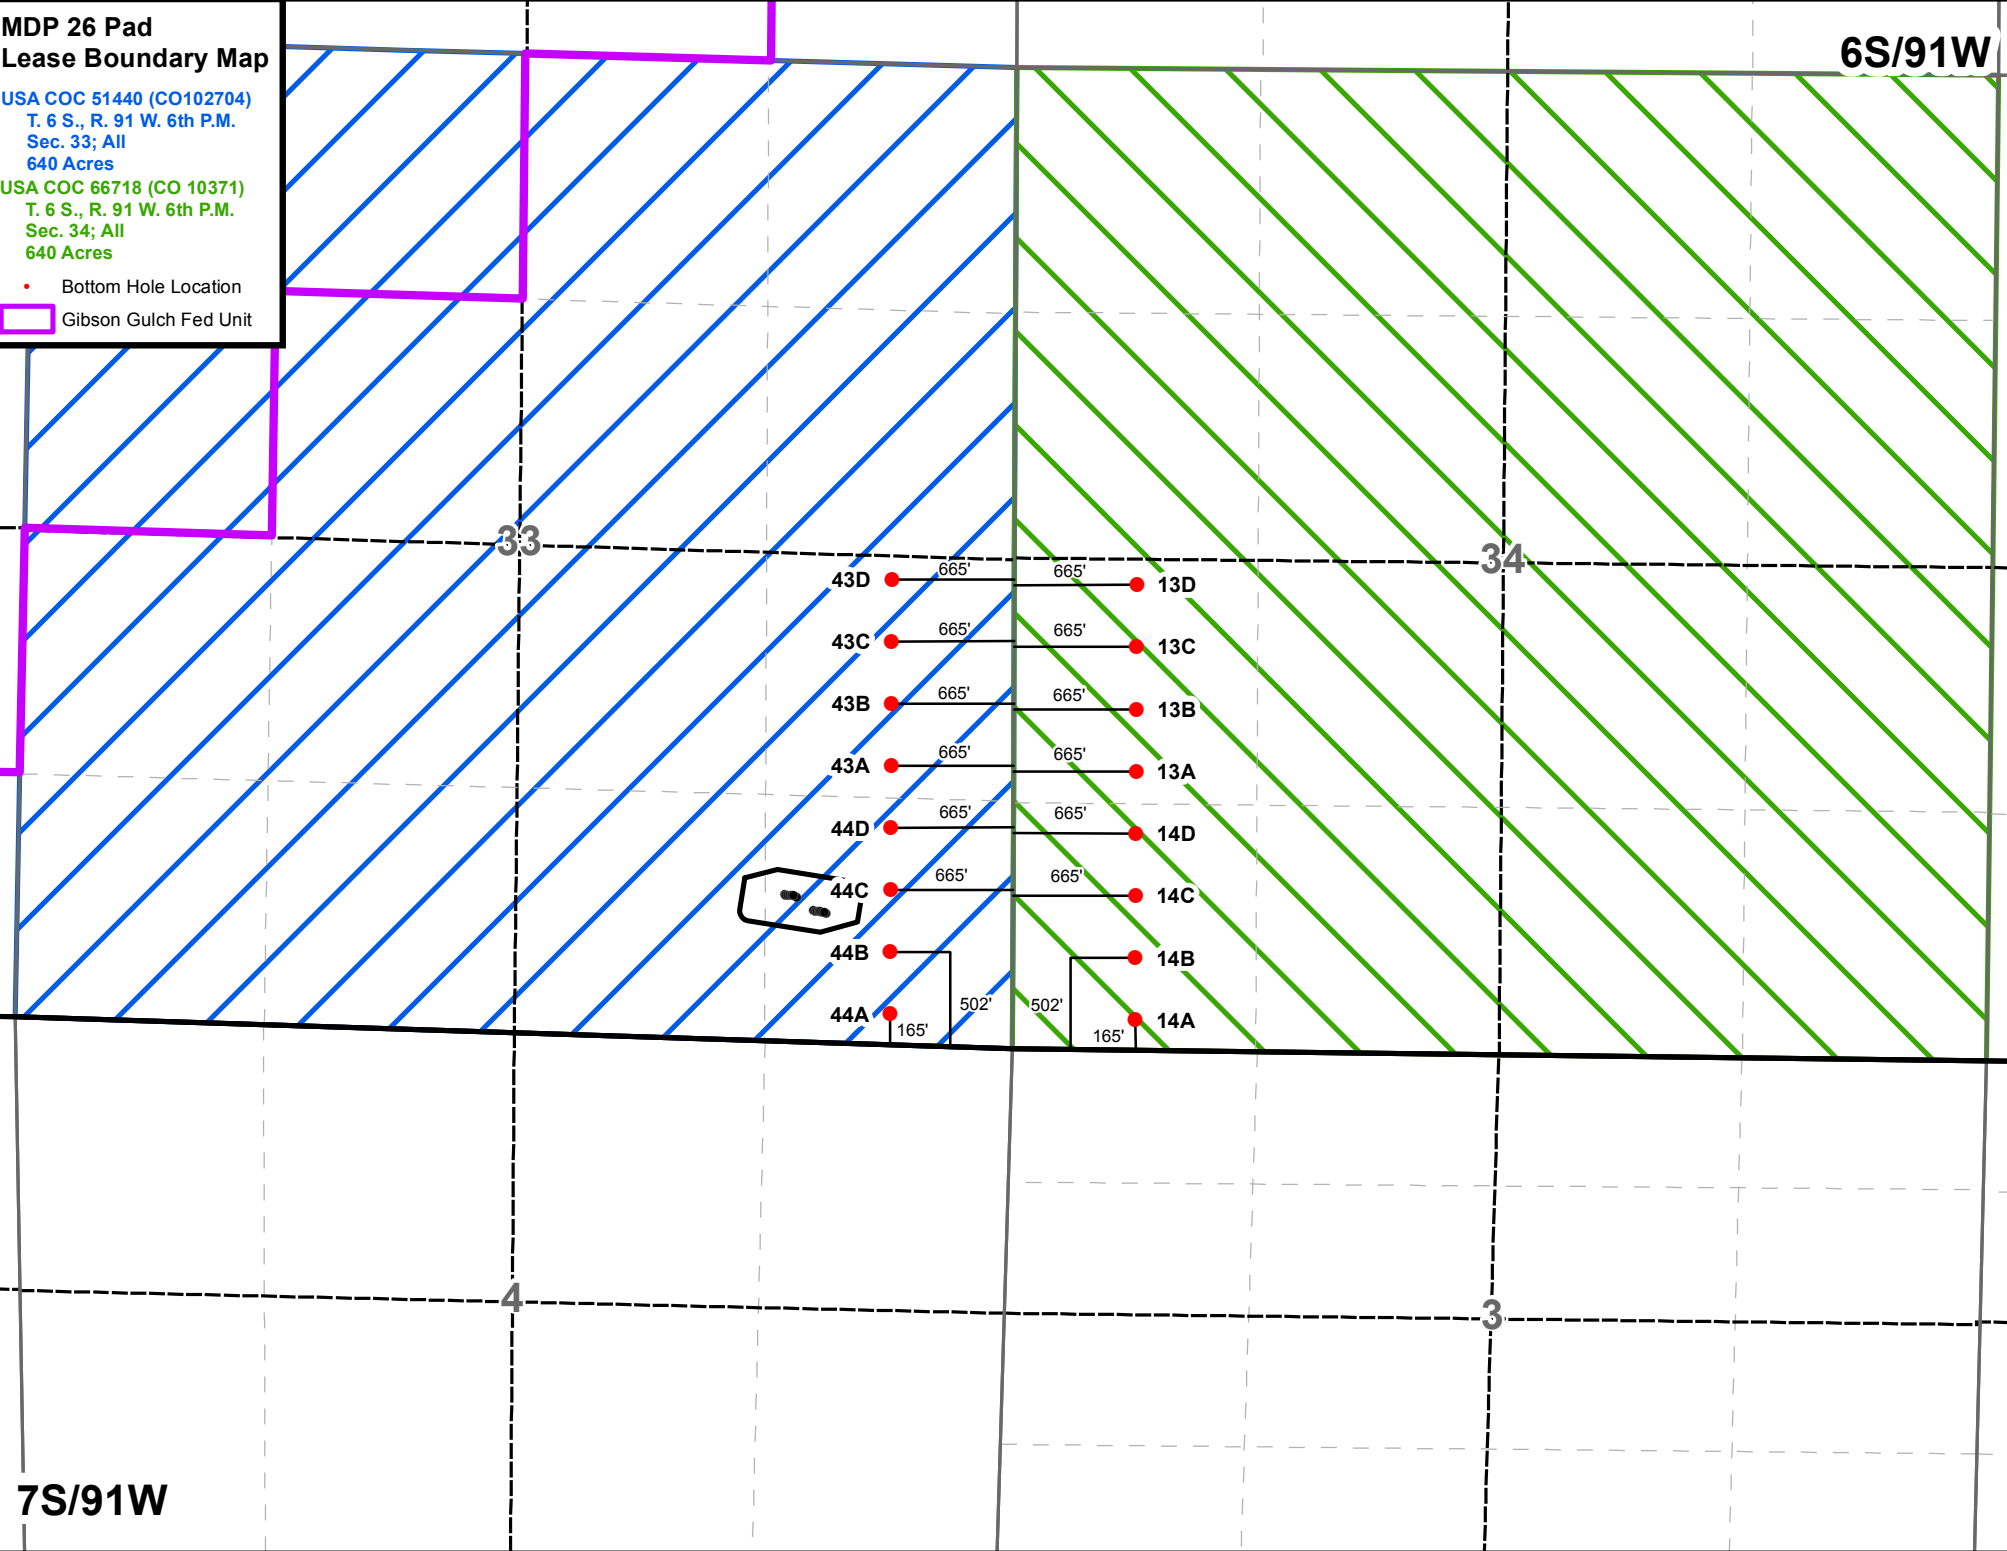 MDP 26 Pad
Lease Boundary Map
USA COC 51440 (CO102704)
T. 6 S., R. 91 W. 6th P.M.
Sec. 33; All
640 Acres
USA COC 66718 (CO 10371)
T. 6 S., R. 91 W. 6th P.M.
Sec. 34; All
640 Acres
Bottom Hole Location
Gibson Gulch Fed Unit
6S/91W
33
34
43D 665' 665' 13D
43C 665' 665' 13C
43B 665' 665' 13B
43A 665' 665' 13A
44D 665' 665' 14D
44C 665' 665' 14C
44B 14B
502' 502'
44A 165' 165' 14A
4
3
7S/91W